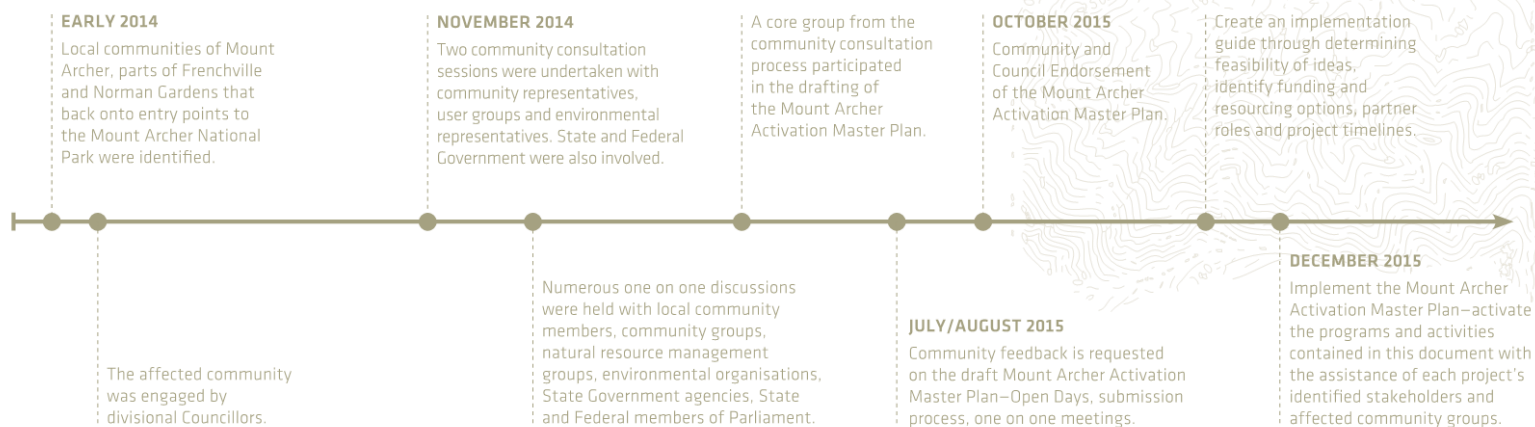 EARLY 2014
Local communities of Mount
Archer, parts of Frenchville
and Norman Gardens that
back onto entry points to
the Mount Archer National
Park were identified.
The affected community
was engaged by
divisional Councillors.
NOVEMBER 2014
Two community consultation
sessions were undertaken with
community representatives,
user groups and environmental
representatives. State and Federal
Government were also involved.
Numerous one on one discussions
were held with local community
members, community groups,
natural resource management
groups, environmental organisations,
State Government agencies, State
and Federal members of Parliament.
A core group from the
community consultation
process participated
in the drafting of
the Mount Archer
Activation Master Plan.
JULY/AUGUST 2015
Community feedback is requested
on the draft Mount Archer Activation
Master Plan–Open Days, submission
process, one on one meetings.
OCTOBER 2015
Community and
Council Endorsement
of the Mount Archer
Activation Master Plan.
Create an implementation
guide through determining
feasibility of ideas,
identify funding and
resourcing options, partner
roles and project timelines.
DECEMBER 2015
Implement the Mount Archer
Activation Master Plan–activate
the programs and activities
contained in this document with
the assistance of each project's
identified stakeholders and
affected community groups.